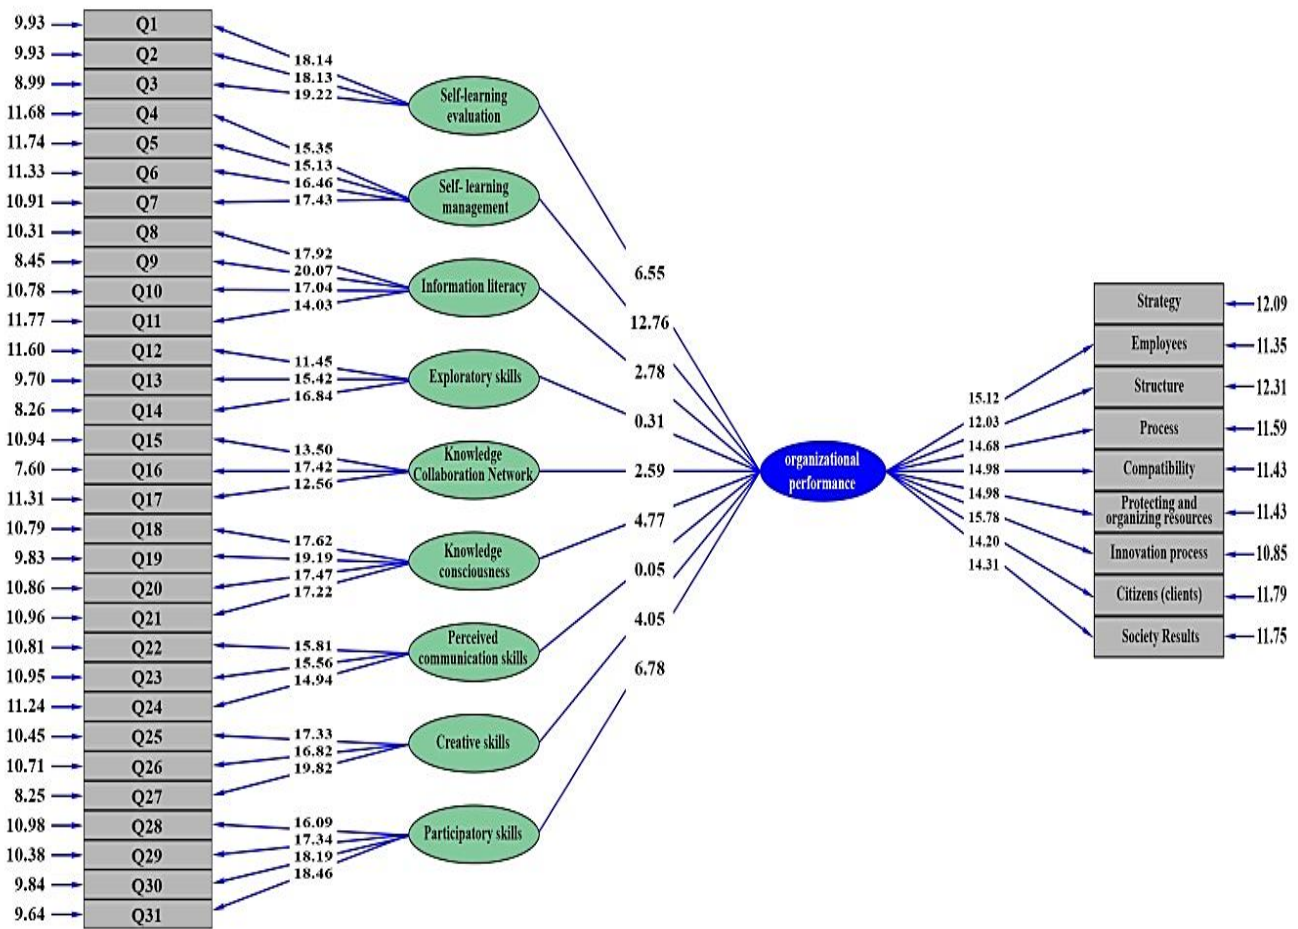 9.93 Q1
9.93 Q2
8.99 Q3
11.68 Q4
11.74 Q5
11.33 Q6
10.91 Q7
10.31 Q8
8.45 Q9
10.78 Q10
11.77 Q11
11.60 Q12
9.70 Q13
8.26 Q14
10.94 Q15
7.60 Q16
11.31 Q17
10.79 Q18
9.83 Q19
10.86 Q20
10.96 Q21
10.81 Q22
10.95 Q23
11.24 Q24
10.45 Q25
10.71 Q26
8.25 Q27
10.98 Q28
10.38 Q29
9.84 Q30
9.64 Q31
18.14
18.13
19.22
15.35
15.13
16.46
17.43
17.92
20.07
17.04
14.03
11.45
15.42
16.84
13.50
17.42
12.56
17.62
19.19
17.47
17.22
15.81
15.56
14.94
17.33
16.82
19.82
16.09
17.34
18.19
18.46
Self-learning
evaluation
Self- learning
management
Information literacy
Exploratory skills
Knowledge
Collaboration Network
Knowledge
consciousness
Perceived
communication skills
Creative skills
Participatory skills
6.55
12.76
2.78
0.31
2.59
4.77
0.05
4.05
6.78
organizational
performance
15.12
12.03
14.68
14.98
14.98
15.78
14.20
14.31
Strategy 12.09
Employees 11.35
Structure 12.31
Process 11.59
Compatibility 11.43
Protecting and
organizing resources 11.43
Innovation process 10.85
Citizens (clients) 11.79
Society Results 11.75